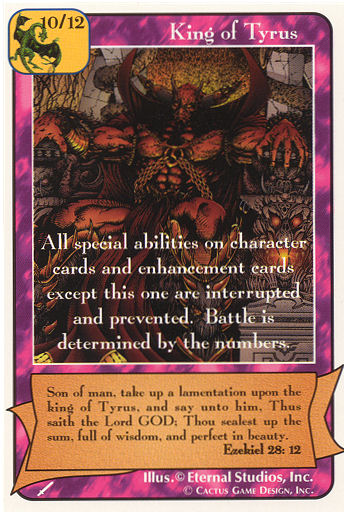 10/12
King of Tyrus
All special abilities on character
cards and enhancement cards
except this one are interrupted
and prevented. Battle is
determined by the numbers.
Son of man, take up a lamentation upon the
king of Tyrus, and say unto him, Thus
saith the Lord GOD; Thou sealest up the
sum, full of wisdom, and perfect in beauty.
Ezekiel 28: 12
Illus.© Eternal Studios, Inc.
© CACTUS GAME DESIGN, INC.